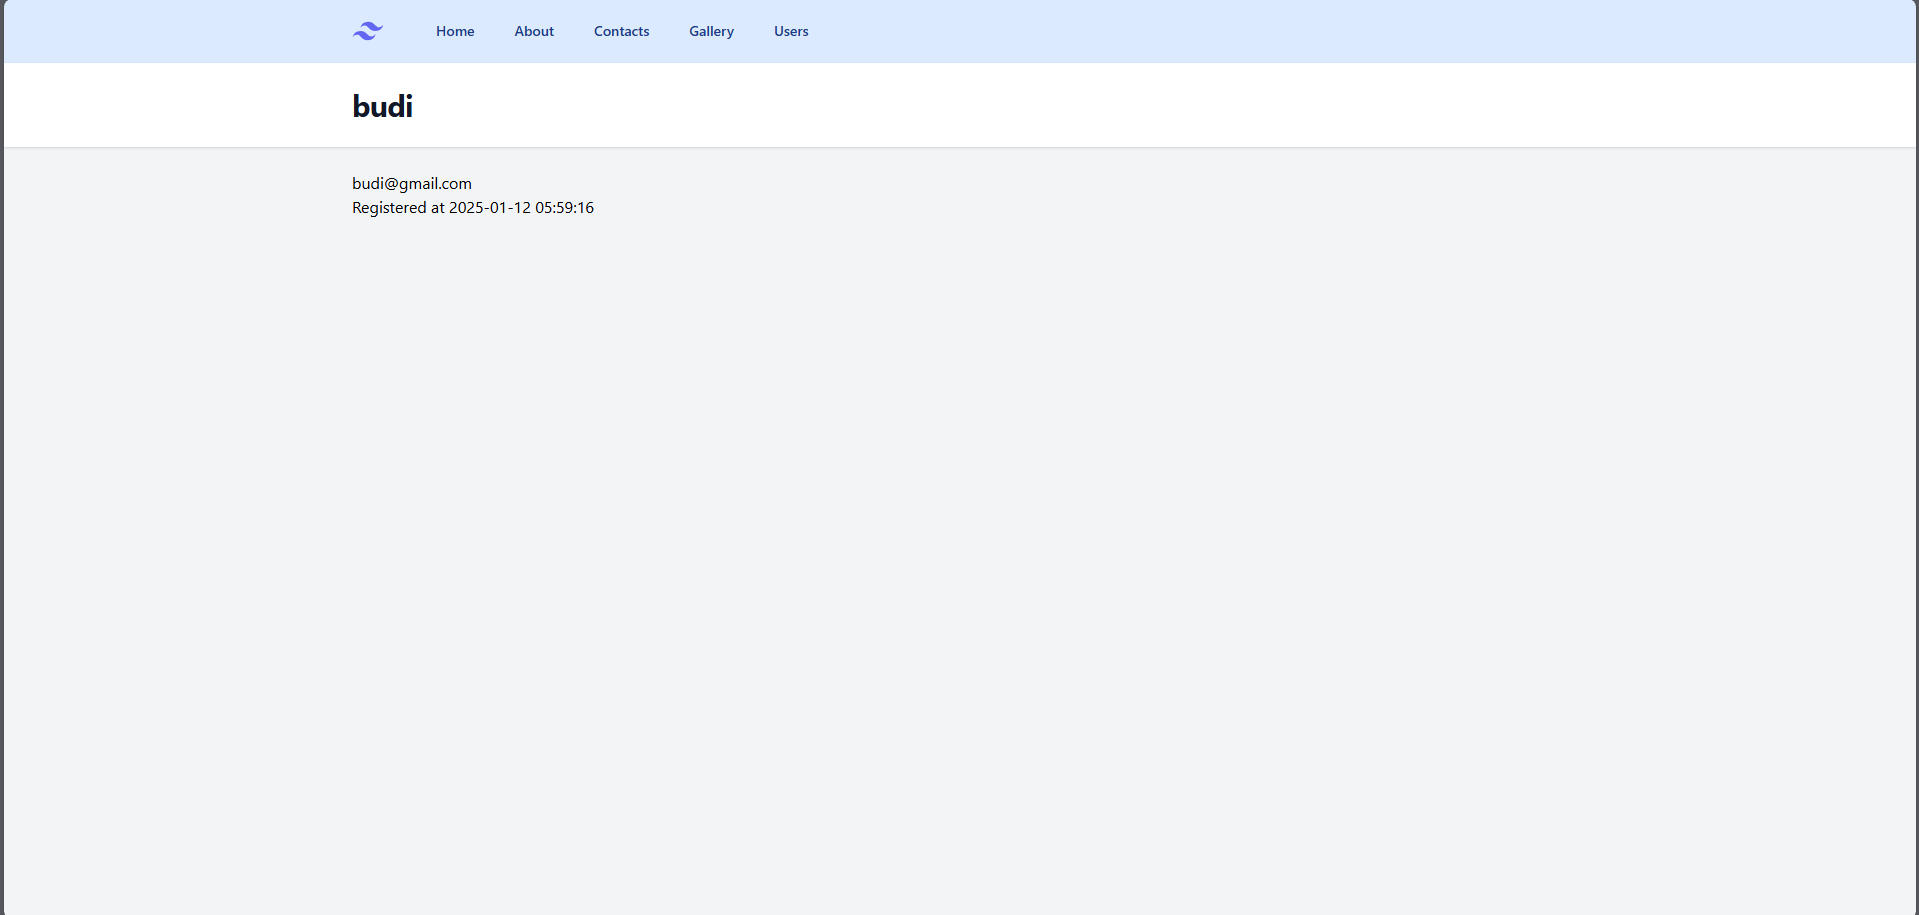 Home About Contacts Gallery Users
budi
budi@gmail.com
Registered at 2025-01-12 05:59:16